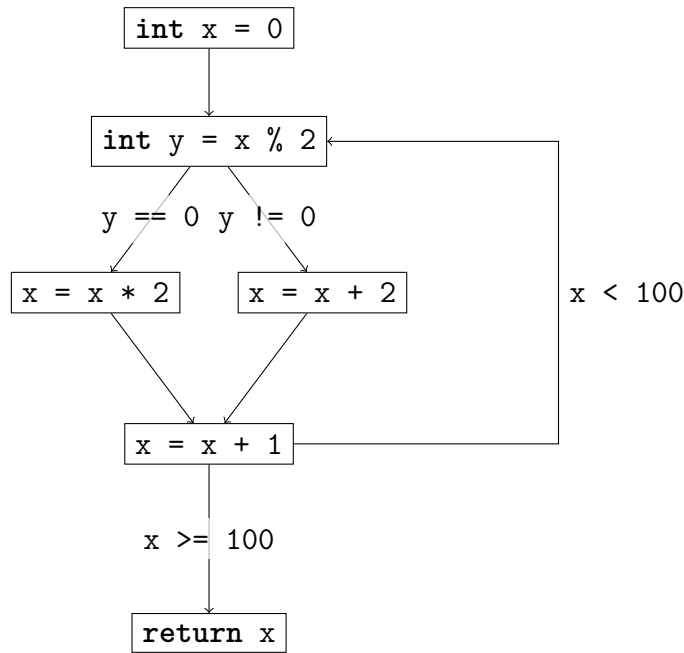 int x = 0
int y = x % 2
y == 0 y != 0
x = x * 2
x = x + 2
x < 100
x = x + 1
x >= 100
return x